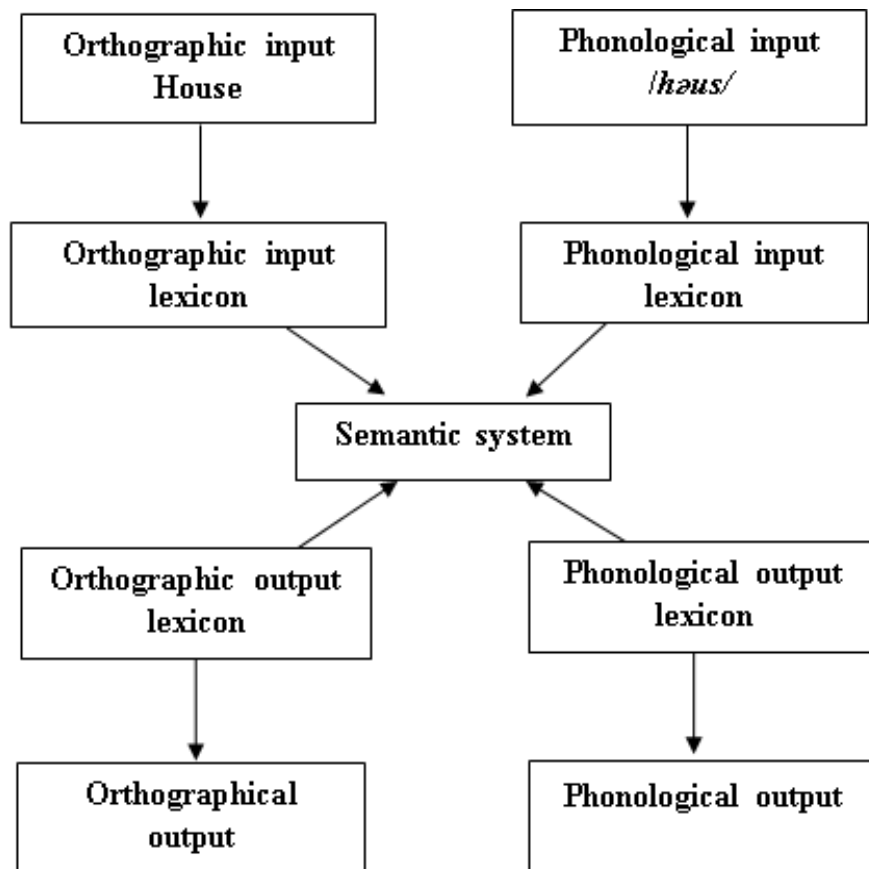 Orthographic input
House
Phonological input
/həus/
Orthographic input
lexicon
Phonological input
lexicon
Semantic system
Orthographic output
lexicon
Phonological output
lexicon
Orthographical
output
Phonological output